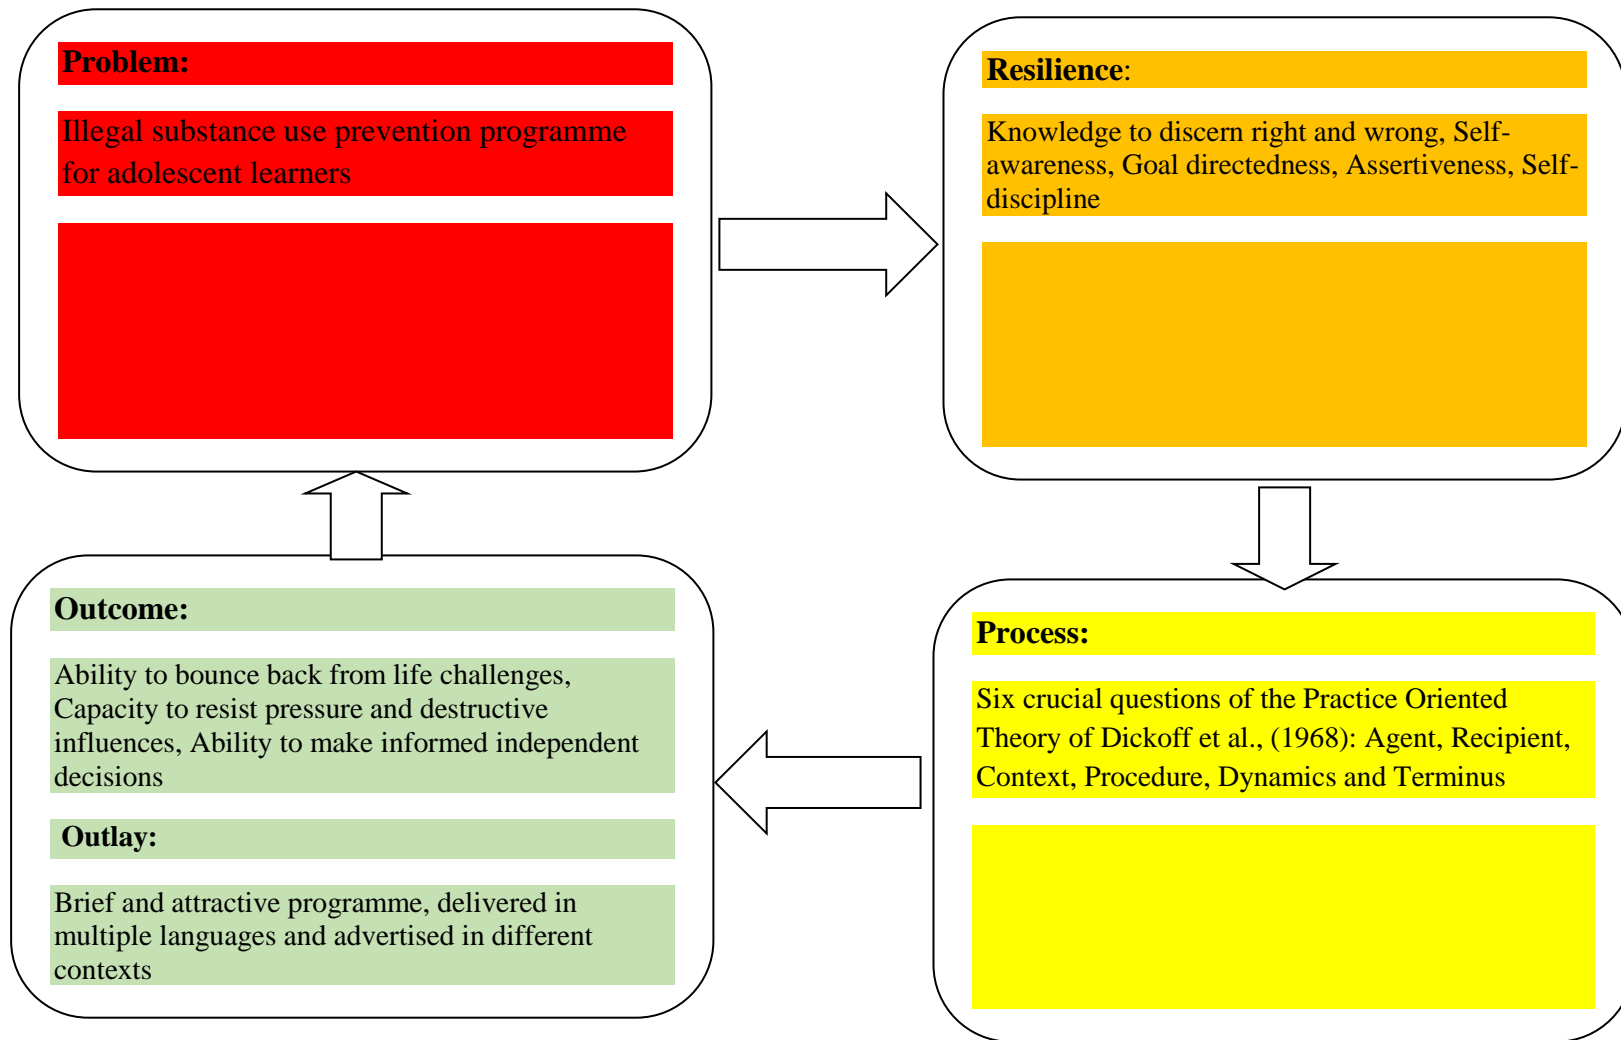 Problem:
Illegal substance use prevention programme
for adolescent learners
Resilience:
Knowledge to discern right and wrong, Self-
awareness, Goal directedness, Assertiveness, Self-
discipline
Process:
Six crucial questions of the Practice Oriented
Theory of Dickoff et al., (1968): Agent, Recipient,
Context, Procedure, Dynamics and Terminus
Outcome:
Ability to bounce back from life challenges,
Capacity to resist pressure and destructive
influences, Ability to make informed independent
decisions
Outlay:
Brief and attractive programme, delivered in
multiple languages and advertised in different
contexts